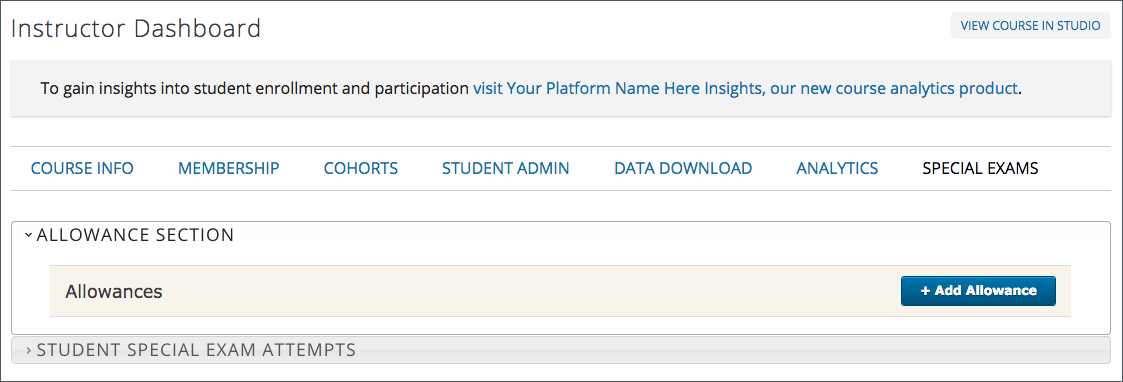 Instructor Dashboard
VIEW COURSE IN STUDIO
To gain insights into student enrollment and participation visit Your Platform Name Here Insights, our new course analytics product.
COURSE INFO MEMBERSHIP COHORTS STUDENT ADMIN DATA DOWNLOAD ANALYTICS SPECIAL EXAMS
ALLOWANCE SECTION
Allowances
+ Add Allowance
STUDENT SPECIAL EXAM ATTEMPTS